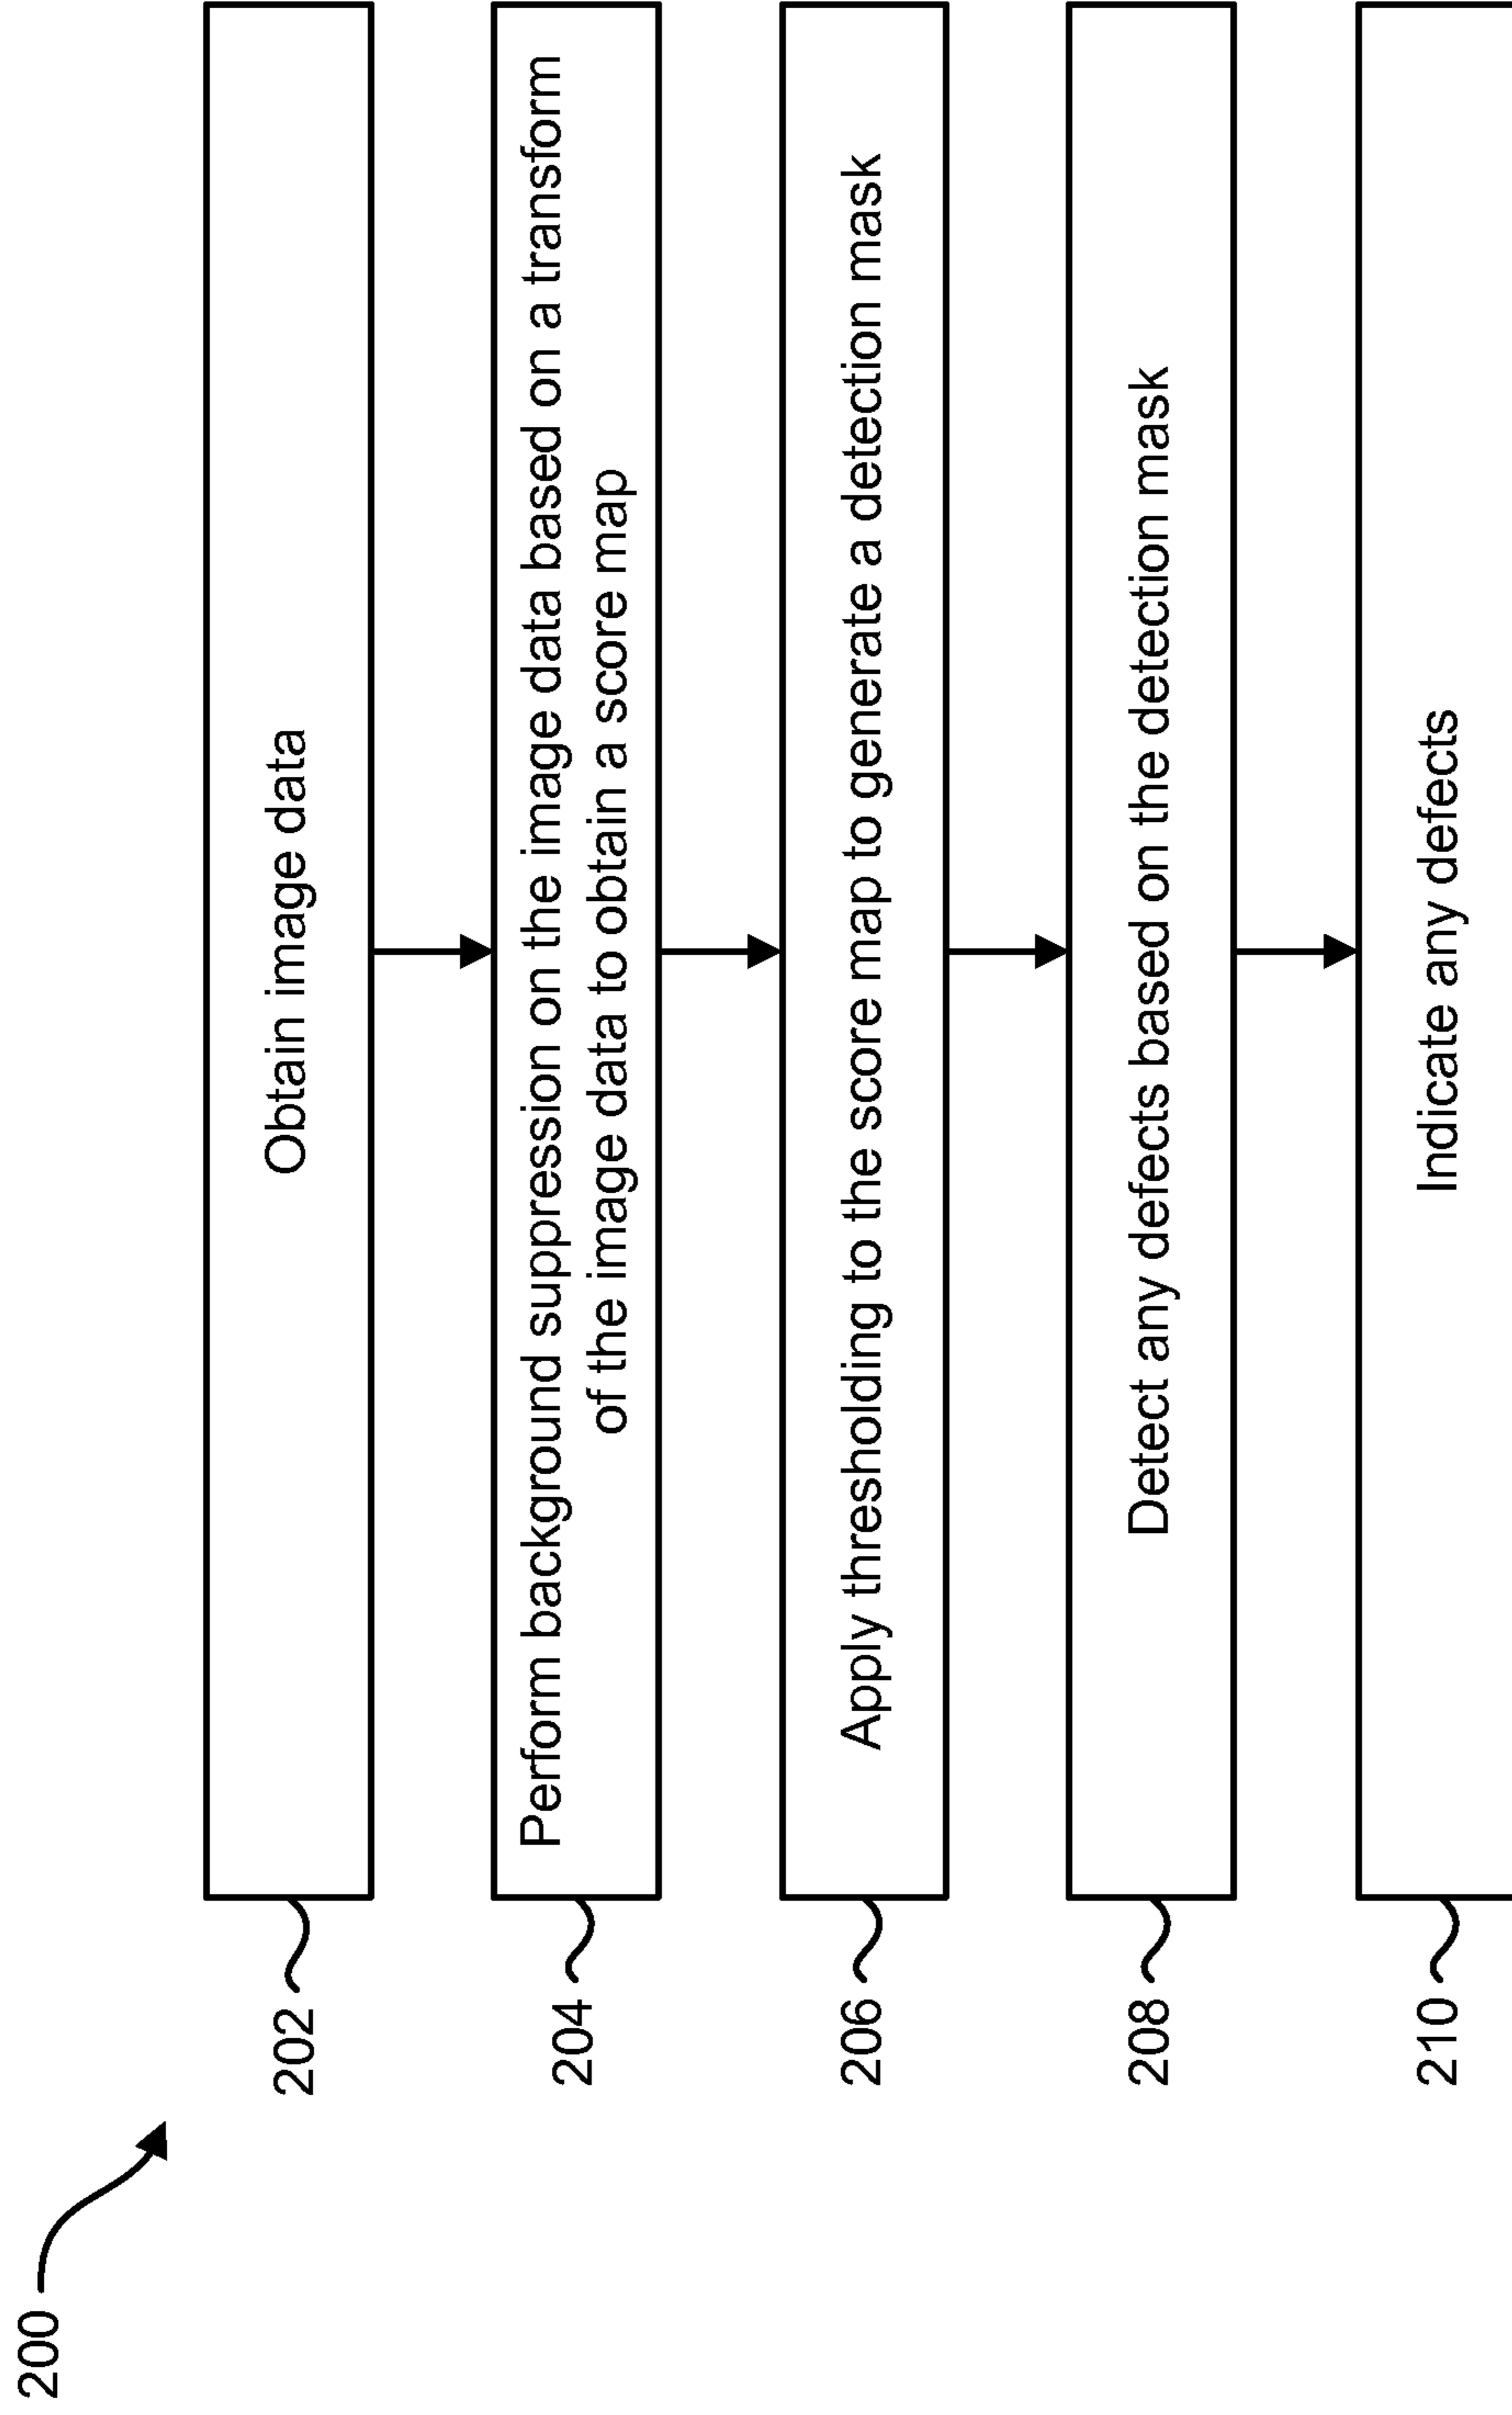 200
202
Obtain image data
204
Perform background suppression on the image data based on a transform
of the image data to obtain a score map
206
Apply thresholding to the score map to generate a detection mask
208
Detect any defects based on the detection mask
210
Indicate any defects